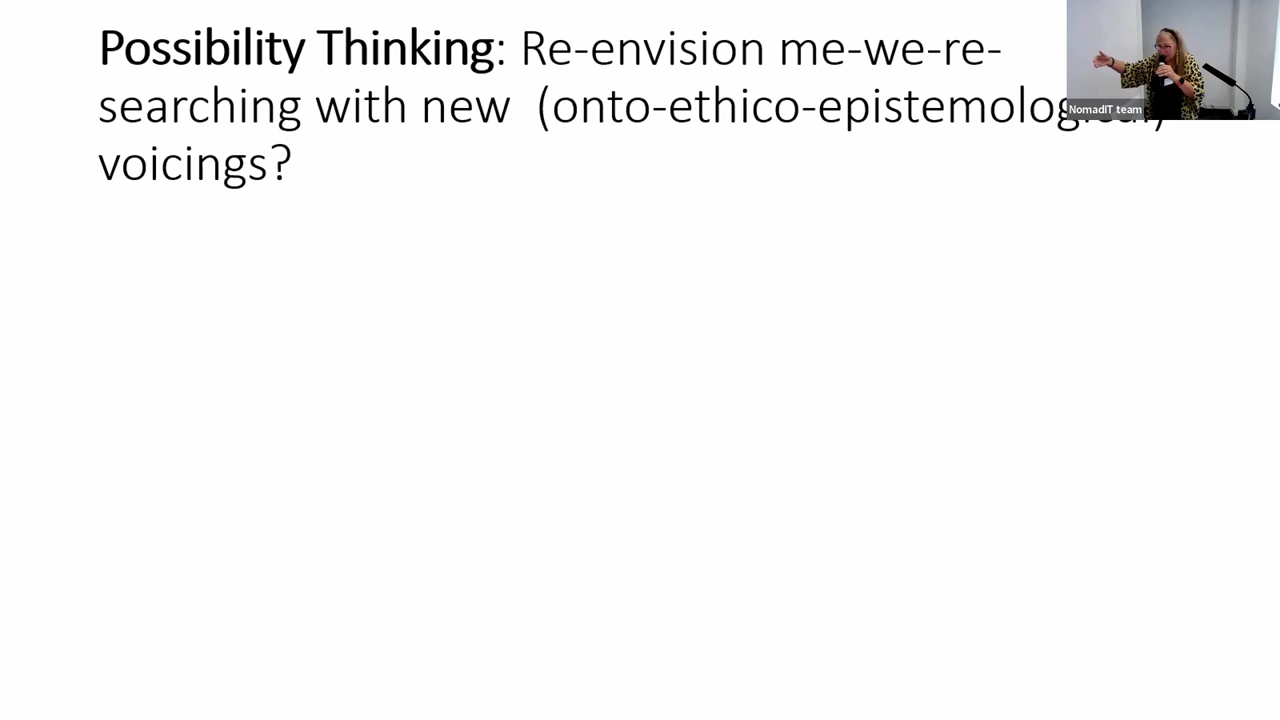 Possibility Thinking: Re-envision me-we-re-
searching with new (onto-ethico-epistemological)
voicings?
NomadIT team